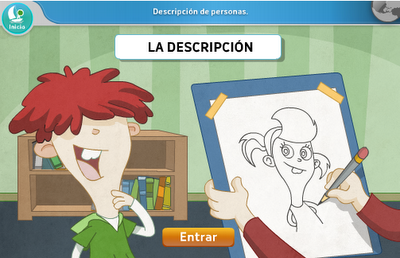 Descripción de personas.
Inicio
LA DESCRIPCIÓN
Entrar